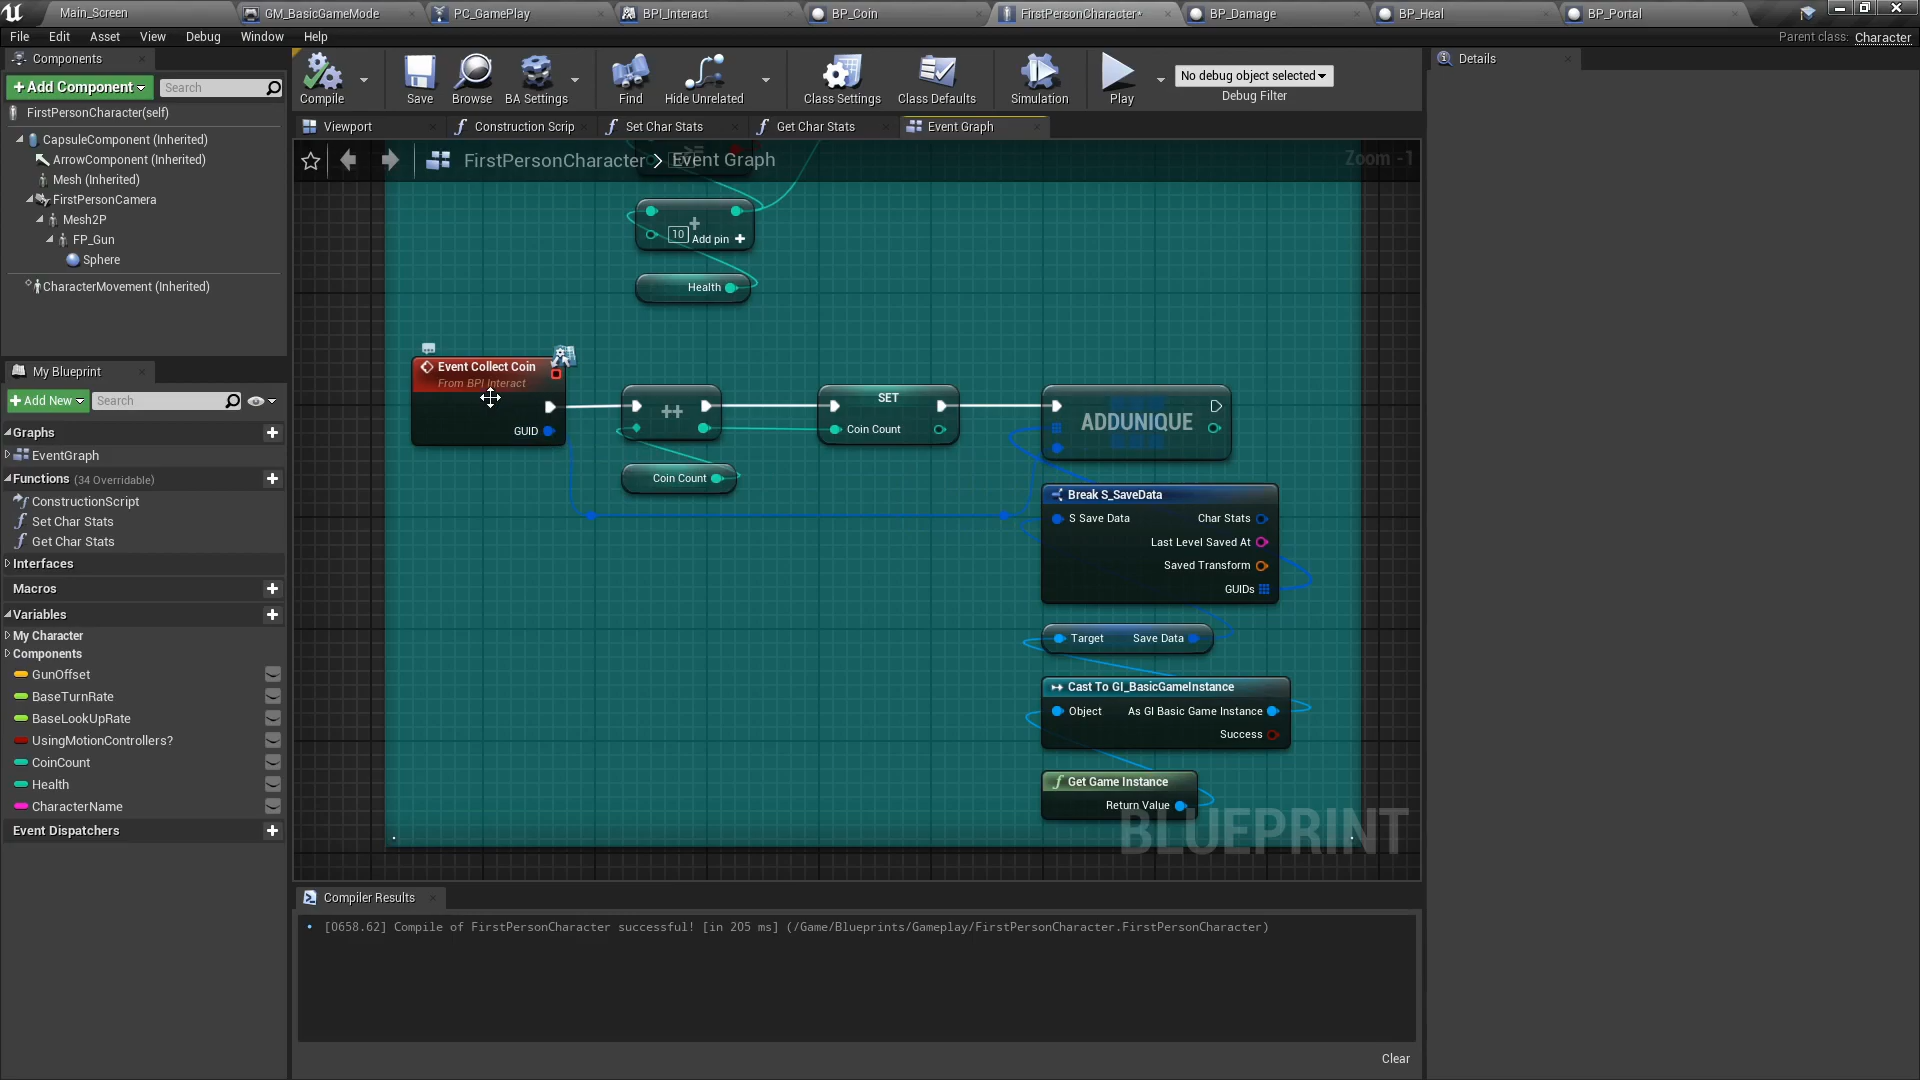 Main_Screen
GM_BasicGameMode
PC_GamePlay
BPI_Interact
BP_Coin
FirstPersonCharacter*
BP_Damage
BP_Heal
BP_Portal
File Edit Asset View Debug Window Help
Parent class: Character
Components
+Add Component
Search
FirstPersonCharacter(self)
CapsuleComponent (Inherited)
ArrowComponent (Inherited)
Mesh (Inherited)
FirstPersonCamera
Mesh2P
FP_Gun
Sphere
CharacterMovement (Inherited)
Compile
Save
Browse
BA Settings
Find
Hide Unrelated
Class Settings
Class Defaults
Simulation
Play
No debug object selected
Debug Filter
Details
Viewport
Construction Scrip
Set Char Stats
Get Char Stats
Event Graph
FirstPersonCharacter > Event Graph
Zoom -1
+
10 Add pin +
Health
Event Collect Coin
From BPI Interact
GUID
++
Coin Count
SET
Coin Count
ADDUNIQUE
Break S_SaveData
S Save Data Char Stats
Last Level Saved At
Saved Transform
GUIDs
Target Save Data
Cast To GI_BasicGameInstance
Object As GI Basic Game Instance
Success
Get Game Instance
Return Value
BLUEPRINT
My Blueprint
+Add New
Search
Graphs
EventGraph
Functions (34 Overridable)
ConstructionScript
Set Char Stats
Get Char Stats
Interfaces
Macros
Variables
My Character
Components
GunOffset
BaseTurnRate
BaseLookUpRate
UsingMotionControllers?
CoinCount
Health
CharacterName
Event Dispatchers
Compiler Results
[0658.62] Compile of FirstPersonCharacter successful! [in 205 ms] (/Game/Blueprints/Gameplay/FirstPersonCharacter.FirstPersonCharacter)
Clear